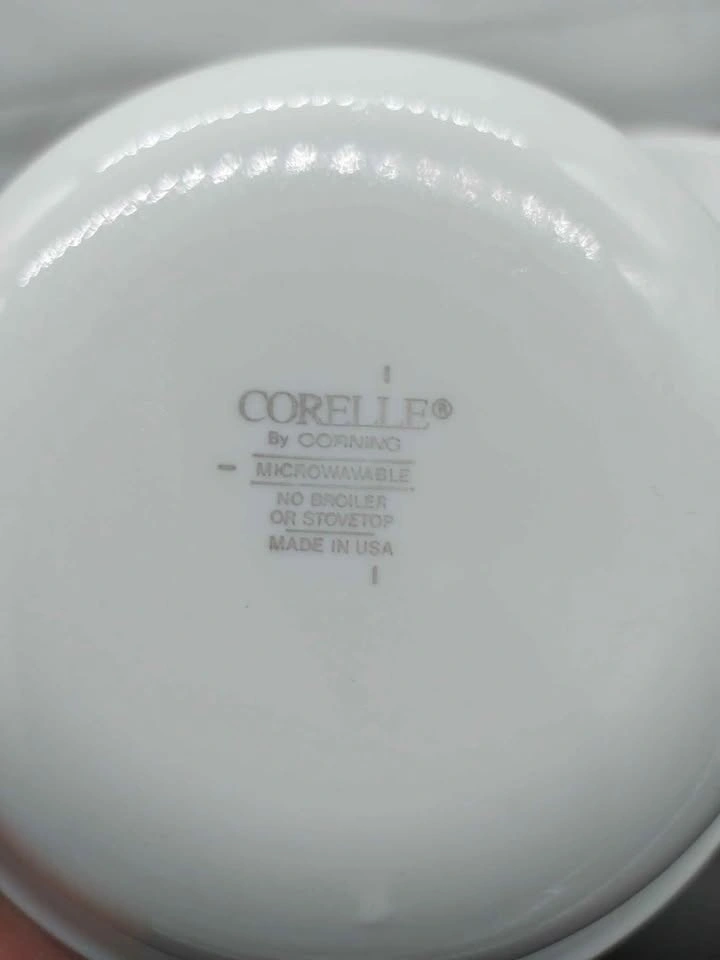 CORELLE®
By CORNING
MICROWAVABLE
NO BROILER
OR STOVETOP
MADE IN USA